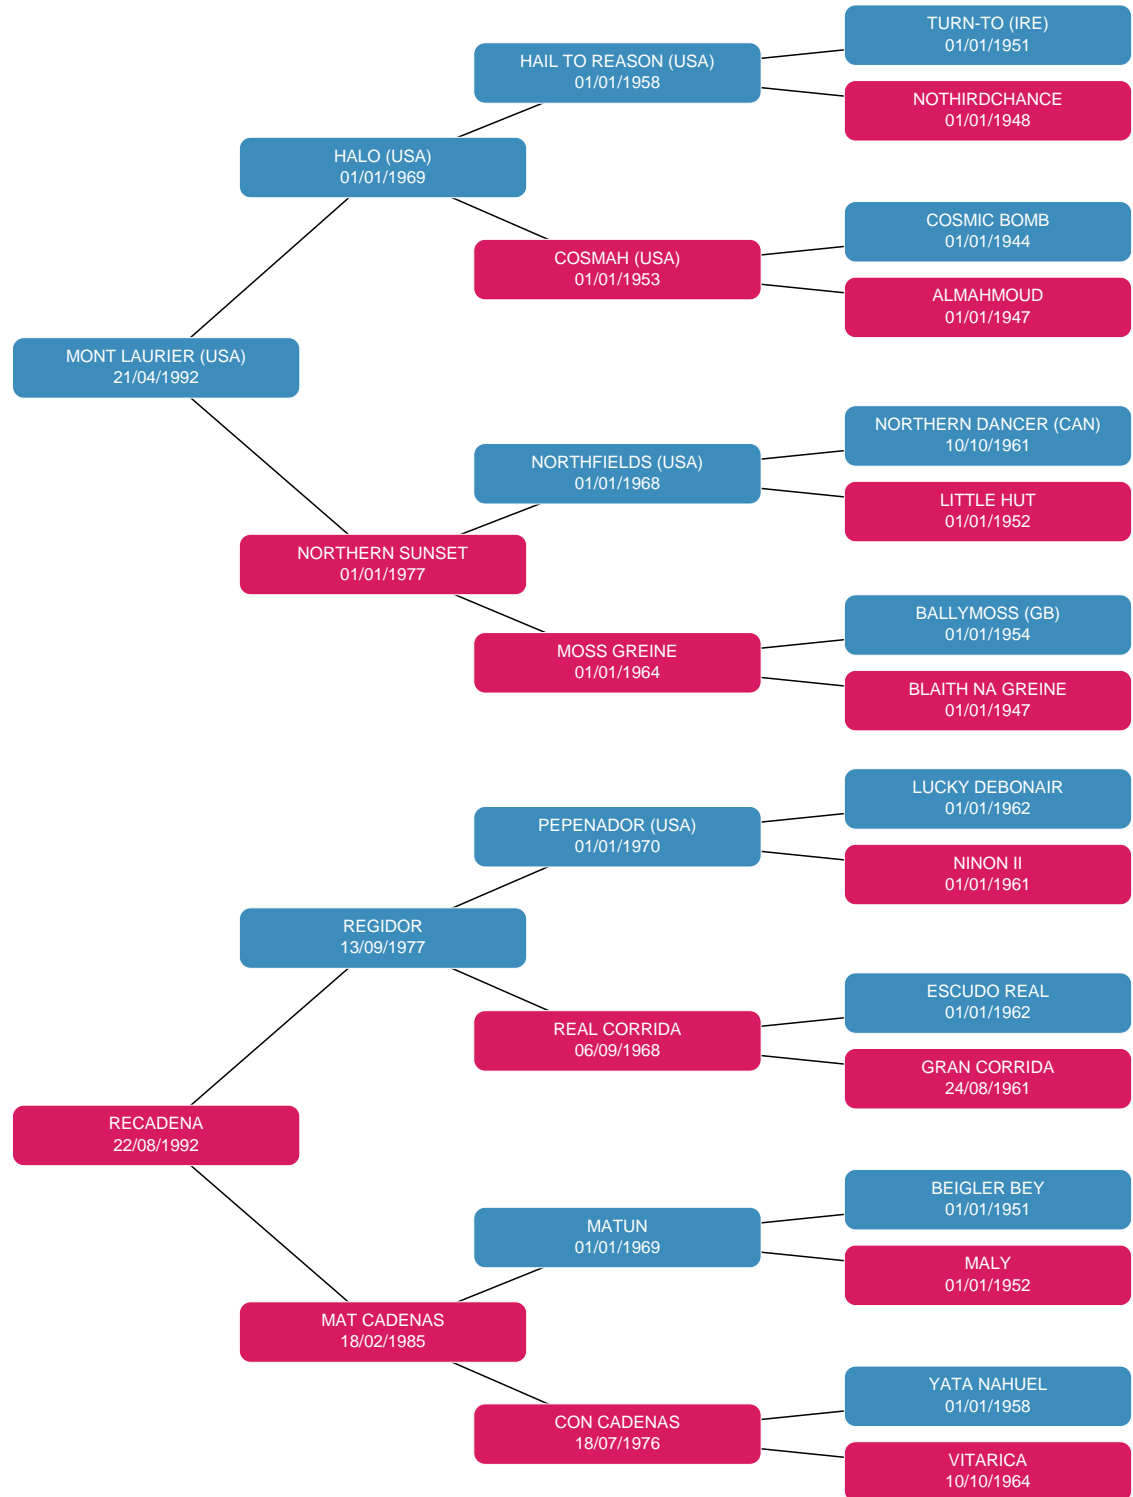 TURN-TO (IRE)
01/01/1951
HAIL TO REASON (USA)
01/01/1958
NOTHIRDCHANCE
01/01/1948
HALO (USA)
01/01/1969
COSMIC BOMB
01/01/1944
COSMAH (USA)
01/01/1953
ALMAHMOUD
01/01/1947
MONT LAURIER (USA)
21/04/1992
NORTHERN DANCER (CAN)
10/10/1961
NORTHFIELDS (USA)
01/01/1968
LITTLE HUT
01/01/1952
NORTHERN SUNSET
01/01/1977
BALLYMOSS (GB)
01/01/1954
MOSS GREINE
01/01/1964
BLAITH NA GREINE
01/01/1947
LUCKY DEBONAIR
01/01/1962
PEPENADOR (USA)
01/01/1970
NINON II
01/01/1961
REGIDOR
13/09/1977
ESCUDO REAL
01/01/1962
REAL CORRIDA
06/09/1968
GRAN CORRIDA
24/08/1961
RECADENA
22/08/1992
BEIGLER BEY
01/01/1951
MATUN
01/01/1969
MALY
01/01/1952
MAT CADENAS
18/02/1985
YATA NAHUEL
01/01/1958
CON CADENAS
18/07/1976
VITARICA
10/10/1964